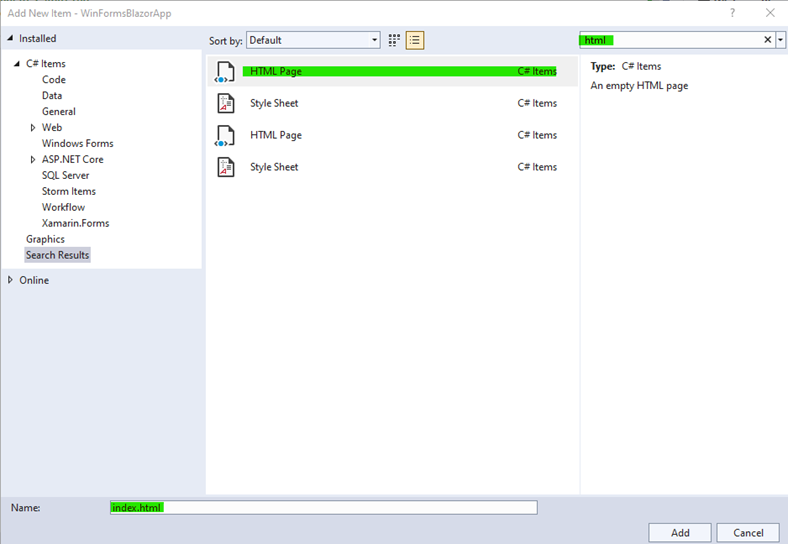 Add New Item - WinFormsBlazorApp
?
Installed
Sort by: Default
html
C# Items
Code
Data
General
Web
Windows Forms
ASP.NET Core
SQL Server
Storm Items
Workflow
Xamarin.Forms
Graphics
Search Results
Online
HTML Page C# Items
Style Sheet C# Items
HTML Page C# Items
Style Sheet C# Items
Type: C# Items
An empty HTML page
Name: index.html
Add Cancel